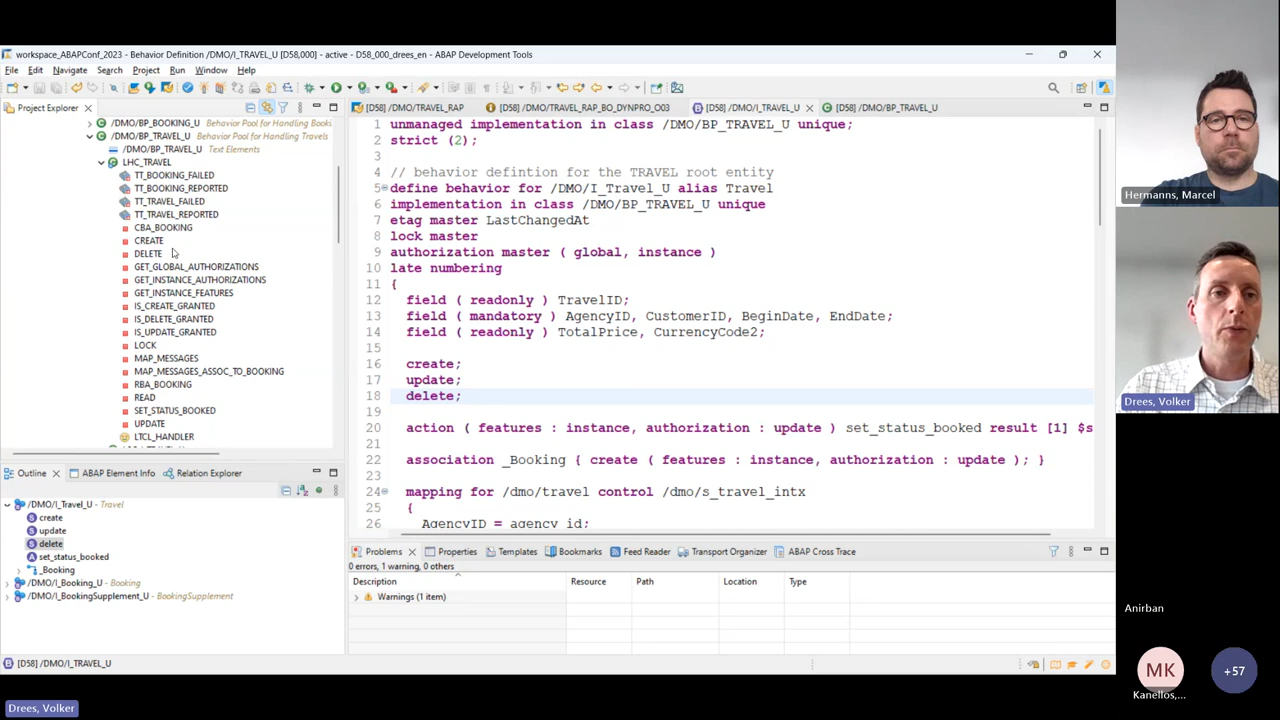 workspace_ABAPConf_2023 - Behavior Definition /DMO/I_TRAVEL_U [D58,000] - active - D58_000_drees_en - ABAP Development Tools
File Edit Navigate Search Project Run Window Help
Project Explorer
/DMO/BP_BOOKING_U Behavior Pool for Handling Booki
/DMO/BP_TRAVEL_U Behavior Pool for Handling Travels
/DMO/BP_TRAVEL_U Text Elements
LHC_TRAVEL
TT_BOOKING_FAILED
TT_BOOKING_REPORTED
TT_TRAVEL_FAILED
TT_TRAVEL_REPORTED
CBA_BOOKING
CREATE
DELETE
GET_GLOBAL_AUTHORIZATIONS
GET_INSTANCE_AUTHORIZATIONS
GET_INSTANCE_FEATURES
IS_CREATE_GRANTED
IS_DELETE_GRANTED
IS_UPDATE_GRANTED
LOCK
MAP_MESSAGES
MAP_MESSAGES_ASSOC_TO_BOOKING
RBA_BOOKING
READ
SET_STATUS_BOOKED
UPDATE
LTCL_HANDLER
Outline ABAP Element Info Relation Explorer
/DMO/I_Travel_U - Travel
create
update
delete
set_status_booked
_Booking
/DMO/I_Booking_U - Booking
/DMO/I_BookingSupplement_U - BookingSupplement
[D58] /DMO/I_TRAVEL_U
[D58] /DMO/TRAVEL_RAP [D58] /DMO/TRAVEL_RAP_BO_DYNPRO_O03 [D58] /DMO/I_TRAVEL_U [D58] /DMO/BP_TRAVEL_U
1 unmanaged implementation in class /DMO/BP_TRAVEL_U unique;
2 strict (2);
3
4 // behavior defintion for the TRAVEL root entity
5 define behavior for /DMO/I_Travel_U alias Travel
6 implementation in class /DMO/BP_TRAVEL_U unique
7 etag master LastChangedAt
8 lock master
9 authorization master ( global, instance )
10 late numbering
11 {
12 field ( readonly ) TravelID;
13 field ( mandatory ) AgencyID, CustomerID, BeginDate, EndDate;
14 field ( readonly ) TotalPrice, CurrencyCode2;
15
16 create;
17 update;
18 delete;
19
20 action ( features : instance, authorization : update ) set_status_booked result [1] $s
21
22 association _Booking { create ( features : instance, authorization : update ); }
23
24 mapping for /dmo/travel control /dmo/s_travel_intx
25 {
26 AgencyID = agency_id;
Problems Properties Templates Bookmarks Feed Reader Transport Organizer ABAP Cross Trace
0 errors, 1 warning, 0 others
Description Resource Path Location Type
Warnings (1 item)
Hermanns, Marcel
Drees, Volker
Anirban
MK
Kanellos,...
+57
Drees, Volker